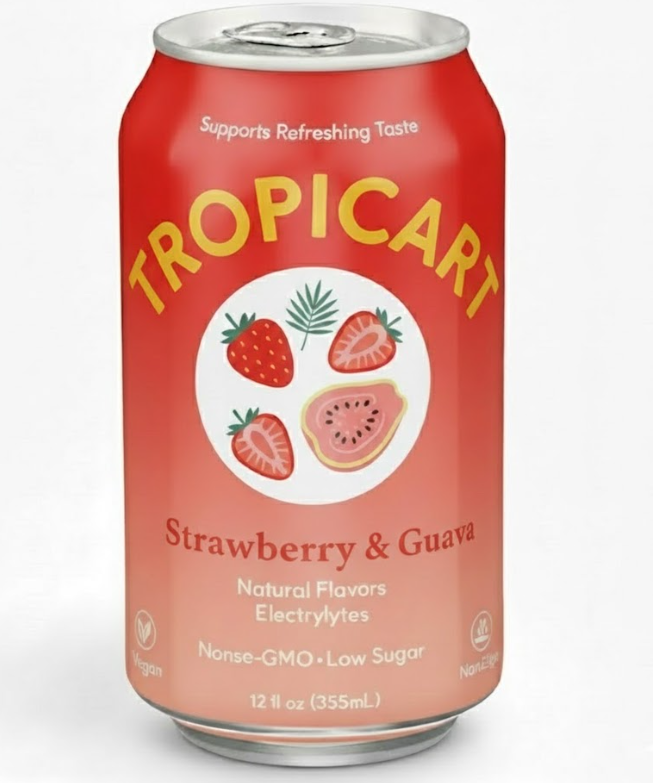 Supports Refreshing Taste
TROPICART
Strawberry & Guava
Natural Flavors
Electrylytes
Nonse-GMO • Low Sugar
Vegan
12 fl oz (355mL)